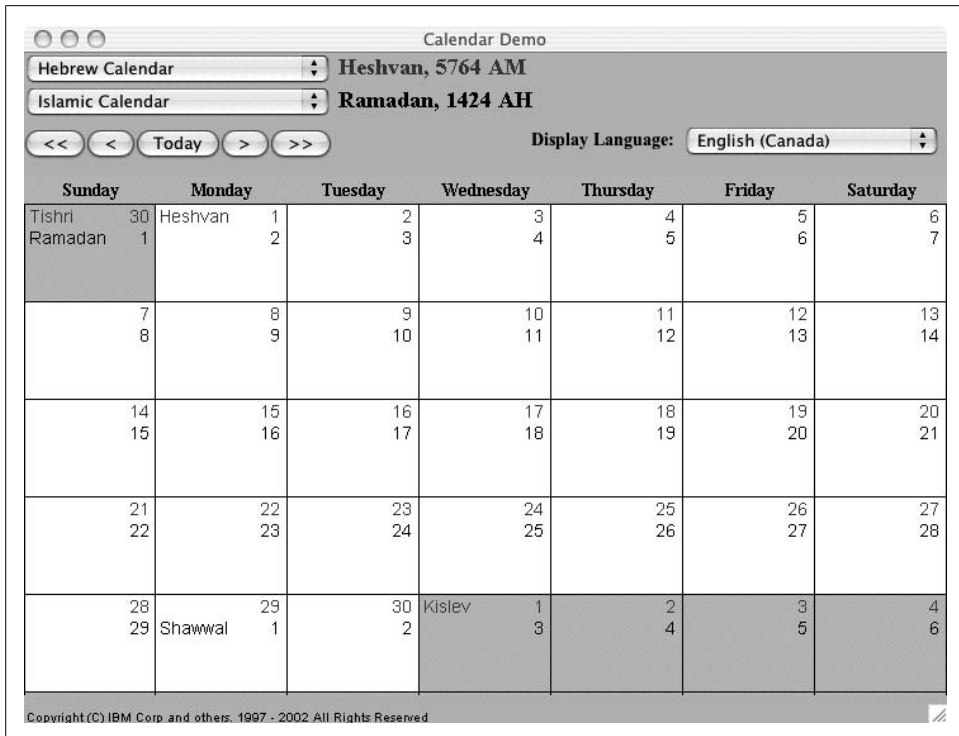 Calendar Demo
Hebrew Calendar Heshvan, 5764 AM
Islamic Calendar Ramadan, 1424 AH
<< < Today > >> Display Language: English (Canada)
Sunday Monday Tuesday Wednesday Thursday Friday Saturday
Tishri 30 Heshvan 1 2 3 4 5 6
Ramadan 1 2 3 4 5 6 7
7 8 9 10 11 12 13
8 9 10 11 12 13 14
14 15 16 17 18 19 20
15 16 17 18 19 20 21
21 22 23 24 25 26 27
22 23 24 25 26 27 28
28 29 30 Kislev 1 2 3 4
29 Shawwal 1 2 3 4 5 6
Copyright (C) IBM Corp and others. 1997 - 2002 All Rights Reserved